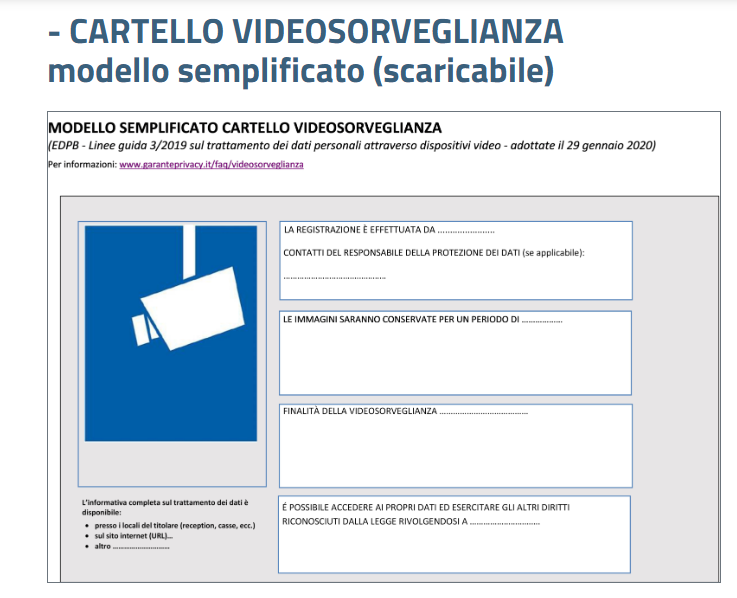 - CARTELLO VIDEOSORVEGLIANZA
modello semplificato (scaricabile)
MODELLO SEMPLIFICATO CARTELLO VIDEOSORVEGLIANZA
(EDPB - Linee guida 3/2019 sul trattamento dei dati personali attraverso dispositivi video - adottate il 29 gennaio 2020)
Per informazioni: www.garanteprivacy.it/faq/videosorveglianza
LA REGISTRAZIONE È EFFETTUATA DA ........................
CONTATTI DEL RESPONSABILE DELLA PROTEZIONE DEI DATI (se applicabile):
...........................................
LE IMMAGINI SARANNO CONSERVATE PER UN PERIODO DI .................
FINALITÀ DELLA VIDEOSORVEGLIANZA .....................................
É POSSIBILE ACCEDERE AI PROPRI DATI ED ESERCITARE GLI ALTRI DIRITTI
RICONOSCIUTI DALLA LEGGE RIVOLGENDOSI A .............................
L'informativa completa sul trattamento dei dati è
disponibile:
• presso i locali del titolare (reception, casse, ecc.)
• sul sito internet (URL)...
• altro ........................